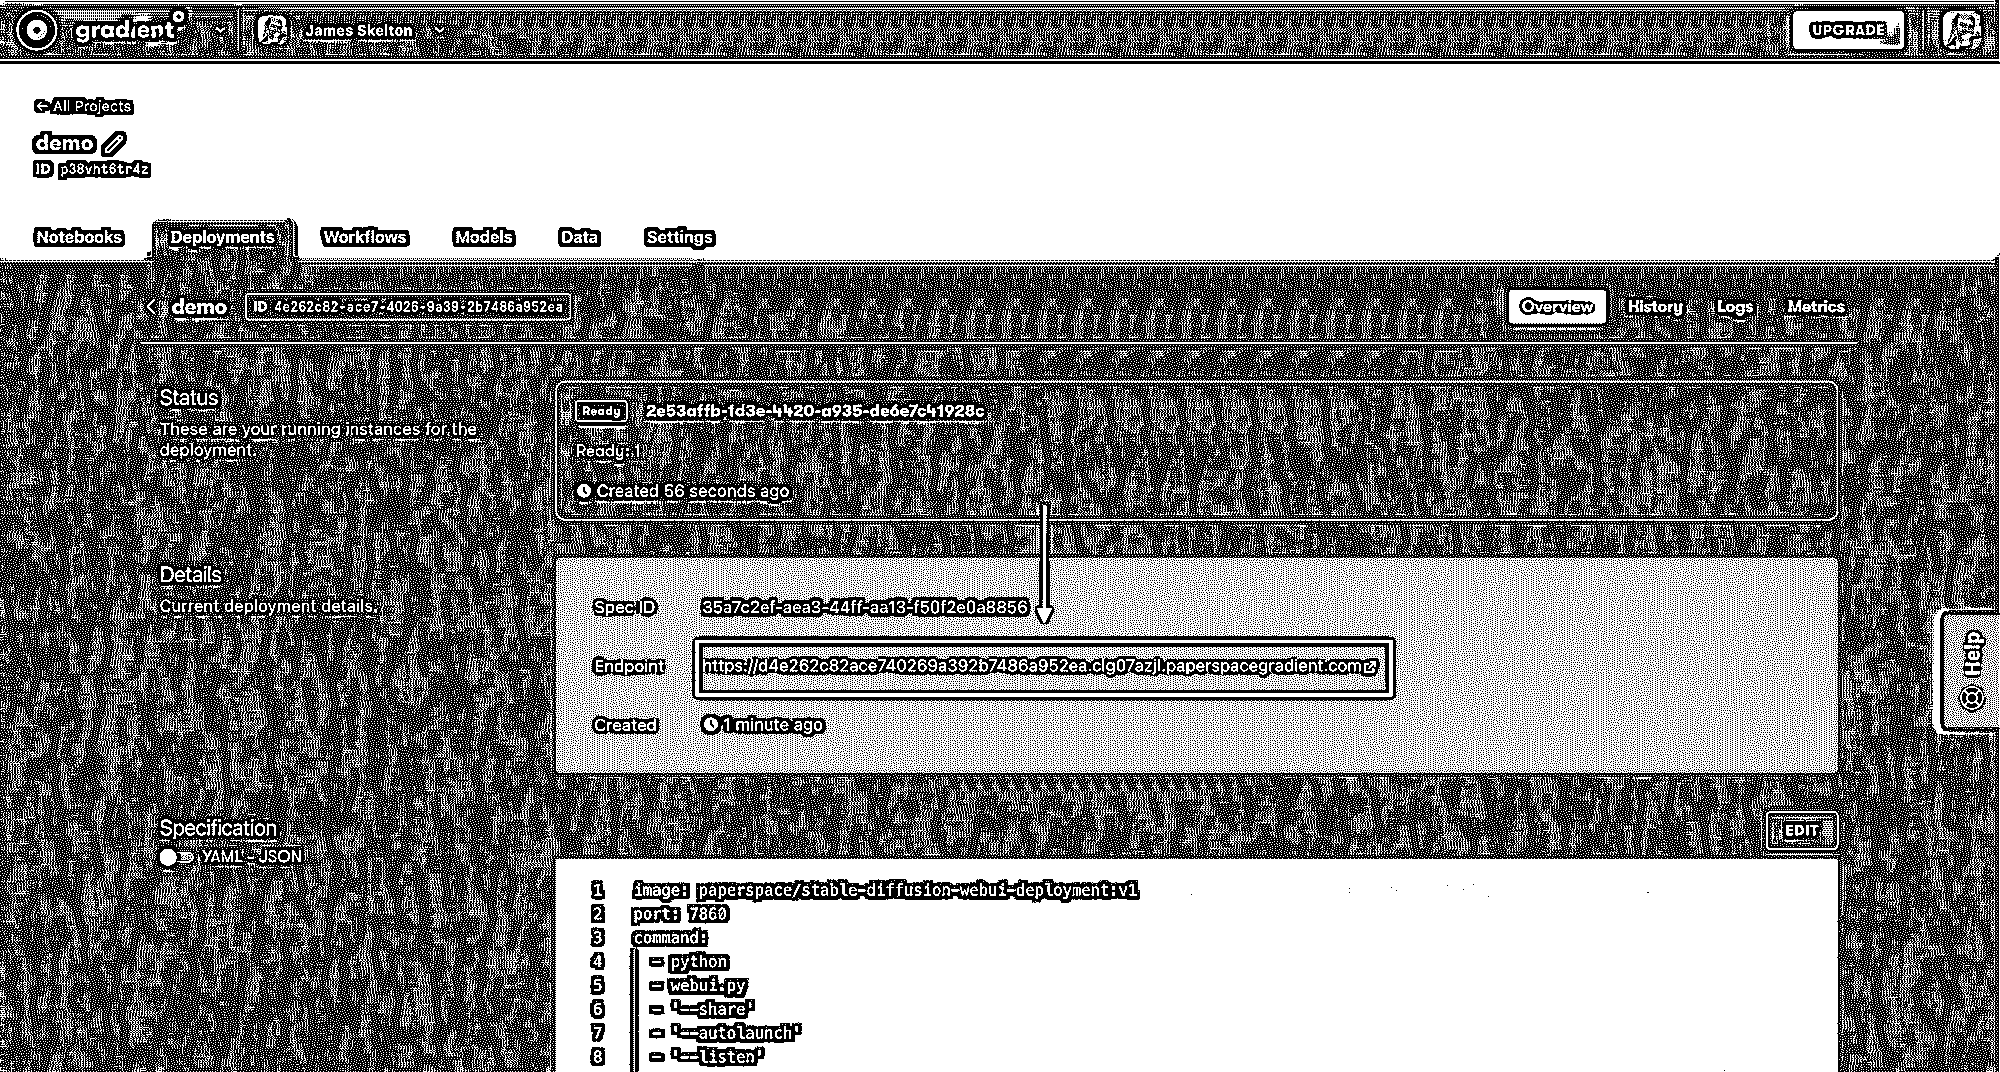 gradient James Skelton UPGRADE
← All Projects
demo
ID p38vht6tr4z
Notebooks Deployments Workflows Models Data Settings
demo ID 4e262c82-ace7-4026-9a39-2b7486a952ea Overview History Logs Metrics
Status
These are your running instances for the
deployment.
Ready 2e53affb-1d3e-4420-a935-de6e7c41928c
Ready: 1
Created 56 seconds ago
Details
Current deployment details.
Spec ID 35a7c2ef-aea3-44ff-aa13-f50f2e0a8856
Endpoint https://d4e262c82ace740269a392b7486a952ea.clg07azjl.paperspacegradient.com
Created 1 minute ago
Help
Specification
YAML - JSON
EDIT
1 image: paperspace/stable-diffusion-webui-deployment:v1
2 port: 7860
3 command:
4 - python
5 - webui.py
6 - '--share'
7 - '--autolaunch'
8 - '--listen'